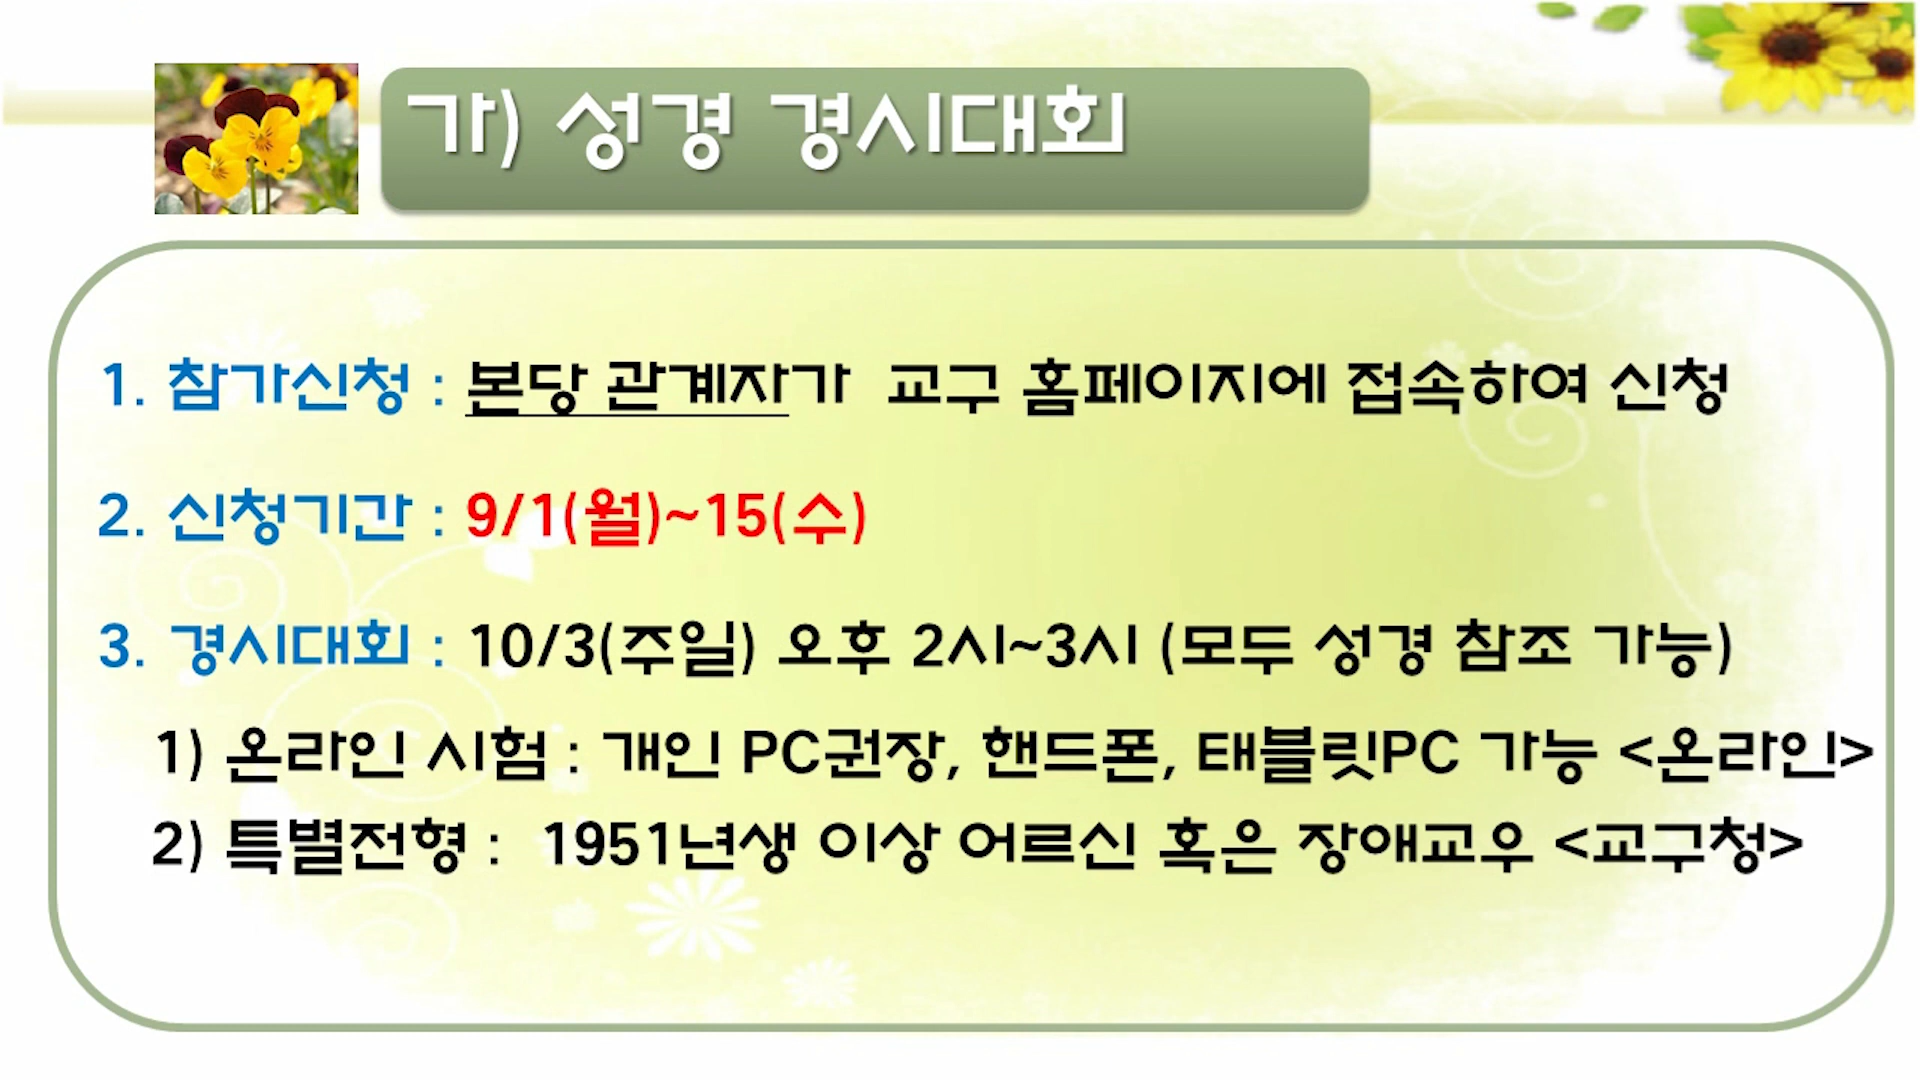 가) 성경 경시대회
1. 참가신청 : 본당 관계자가 교구 홈페이지에 접속하여 신청
2. 신청기간 : 9/1(월)~15(수)
3. 경시대회 : 10/3(주일) 오후 2시~3시 (모두 성경 참조 가능)
1) 온라인 시험 : 개인 PC권장, 핸드폰, 태블릿PC 가능 <온라인>
2) 특별전형 : 1951년생 이상 어르신 혹은 장애교우 <교구청>